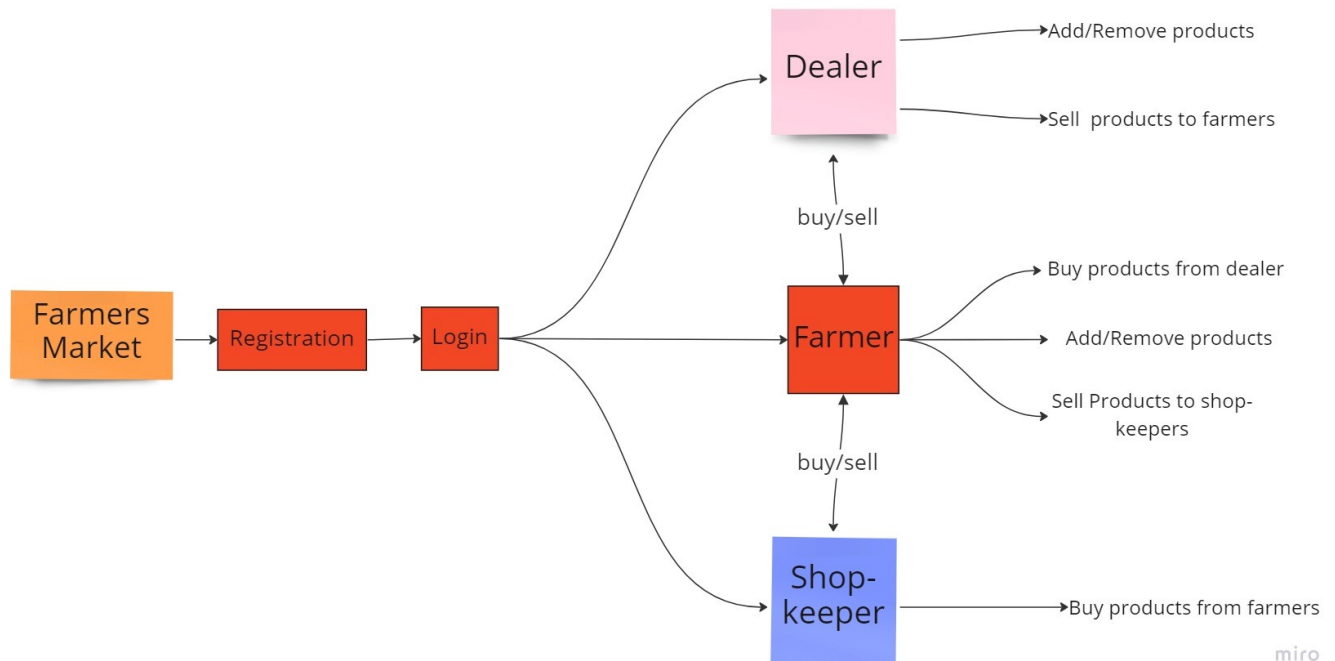 Farmers
Market
Registration
Login
Dealer
Add/Remove products
Sell products to farmers
buy/sell
Farmer
Buy products from dealer
Add/Remove products
Sell Products to shop-
keepers
buy/sell
Shop-
keeper
Buy products from farmers
miro